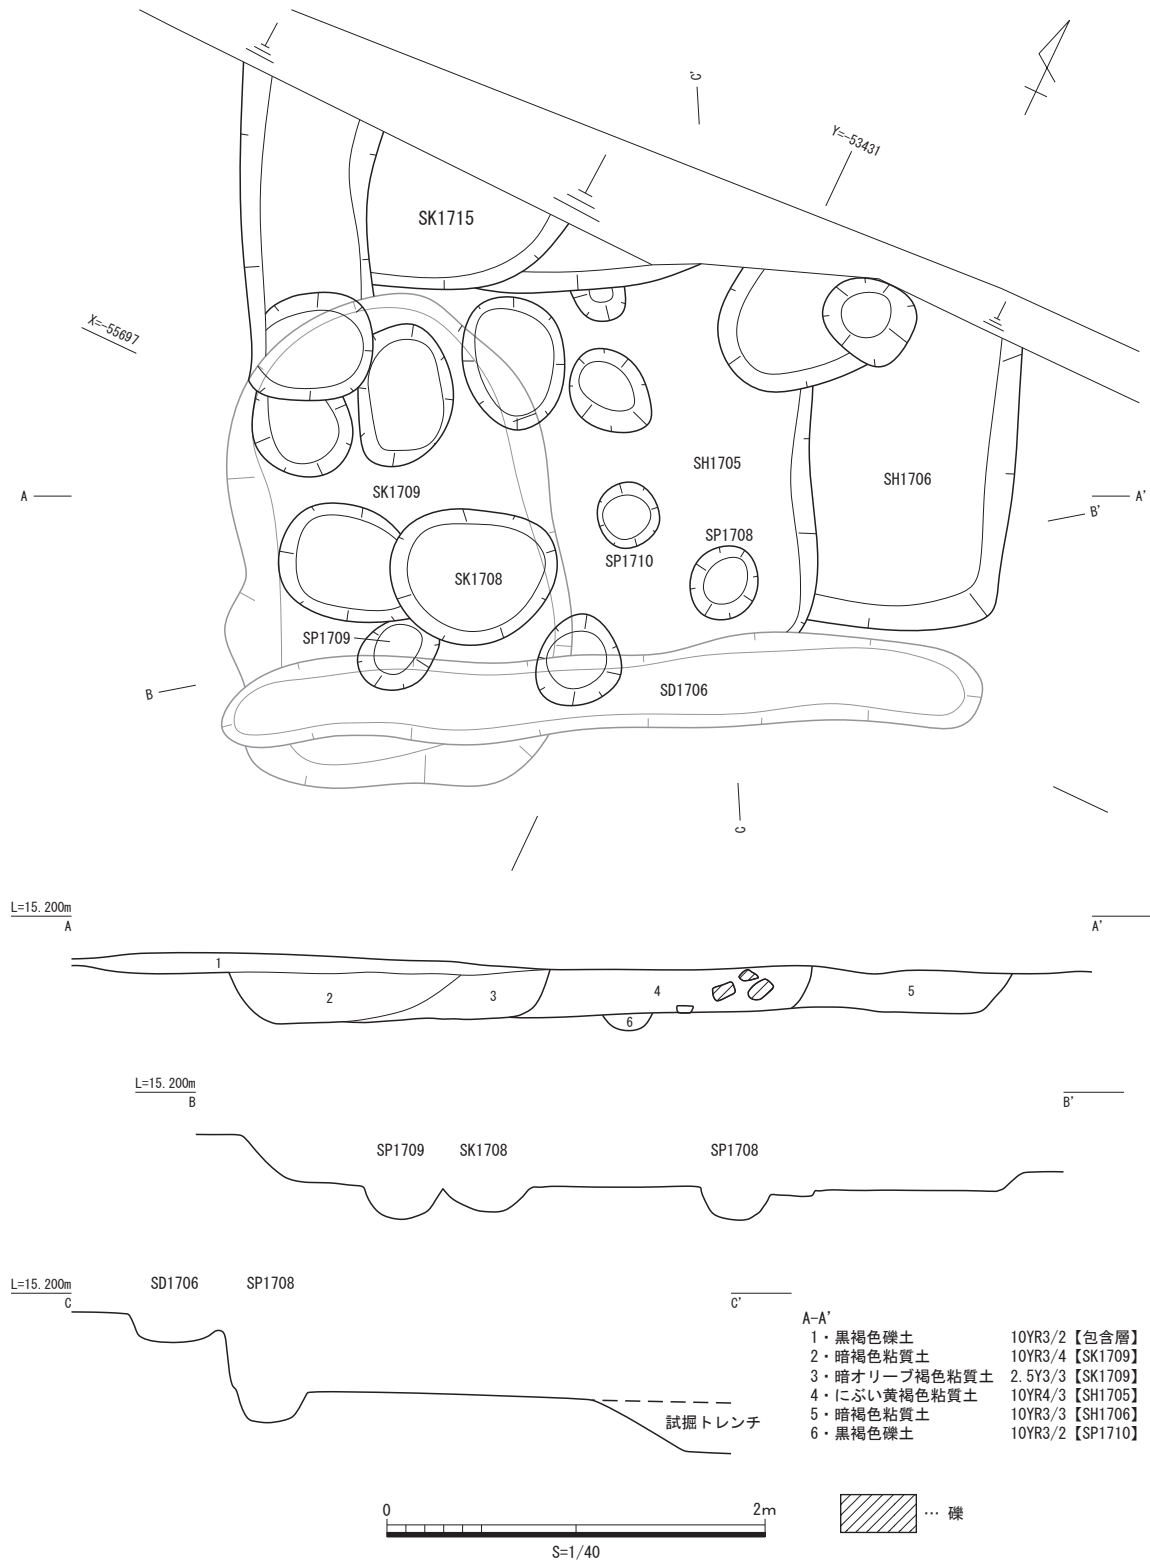 C'
Y=-53431
SK1715
X=-55697
SH1705
SH1706
SK1709
A
A'
B'
SP1708
SP1710
SK1708
SP1709
B
SD1706
C
L=15.200m
A
A'
1
2
3
4
5
6
L=15.200m
B
B'
SP1709
SK1708
SP1708
L=15.200m
C
SD1706
SP1708
C'
試掘トレンチ
A-A'
1・黒褐色礫土 10YR3/2【包含層】
2・暗褐色粘質土 10YR3/4【SK1709】
3・暗オリーブ褐色粘質土 2.5Y3/3【SK1709】
4・にぶい黄褐色粘質土 10YR4/3【SH1705】
5・暗褐色粘質土 10YR3/3【SH1706】
6・黒褐色礫土 10YR3/2【SP1710】
0 2m
S=1/40
… 礫